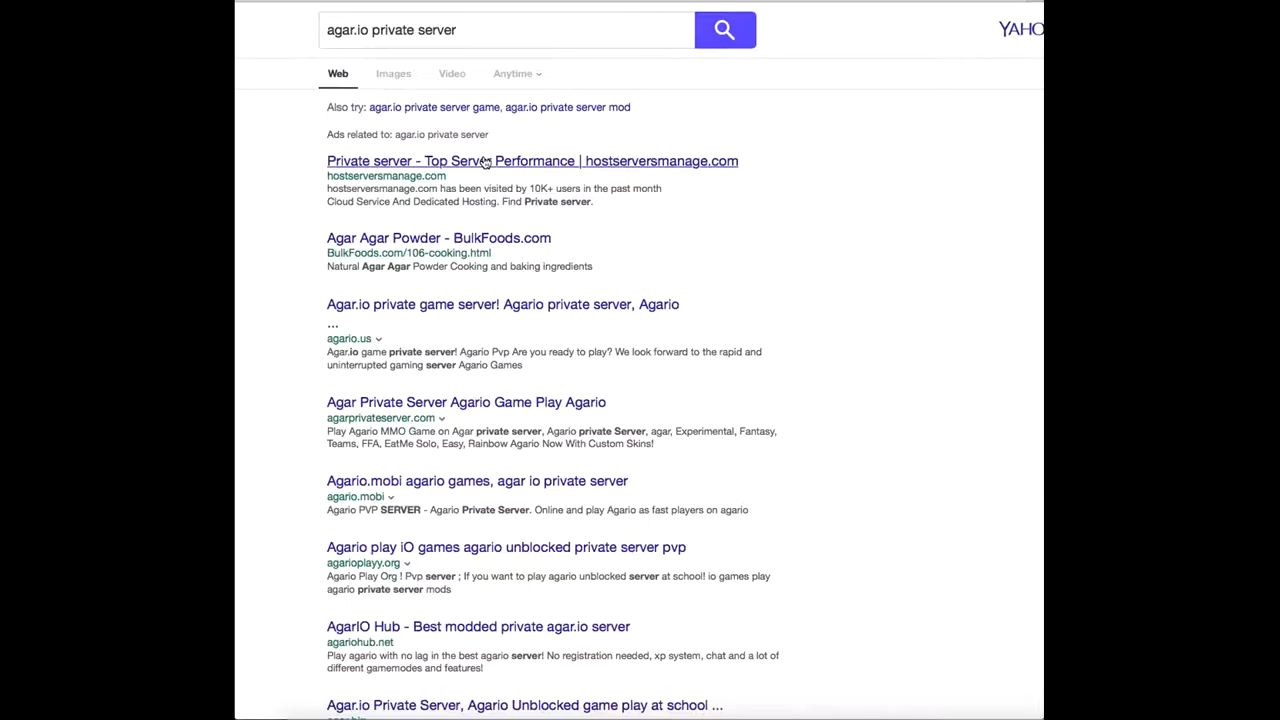 agar.io private server
YAHO
Web Images Video Anytime
Also try: agar.io private server game, agar.io private server mod
Ads related to: agar.io private server
Private server - Top Server Performance | hostserversmanage.com
hostserversmanage.com
hostserversmanage.com has been visited by 10K+ users in the past month
Cloud Service And Dedicated Hosting. Find Private server.
Agar Agar Powder - BulkFoods.com
BulkFoods.com/106-cooking.html
Natural Agar Agar Powder Cooking and baking ingredients
Agar.io private game server! Agario private server, Agario
...
agario.us
Agar.io game private server! Agario Pvp Are you ready to play? We look forward to the rapid and
uninterrupted gaming server Agario Games
Agar Private Server Agario Game Play Agario
agarprivateserver.com
Play Agario MMO Game on Agar private server, Agario private Server, agar, Experimental, Fantasy,
Teams, FFA, EatMe Solo, Easy, Rainbow Agario Now With Custom Skins!
Agario.mobi agario games, agar io private server
agario.mobi
Agario PVP SERVER - Agario Private Server. Online and play Agario as fast players on agario
Agario play iO games agario unblocked private server pvp
agarioplayy.org
Agario Play Org ! Pvp server ; If you want to play agario unblocked server at school! io games play
agario private server mods
AgarIO Hub - Best modded private agar.io server
agariohub.net
Play agario with no lag in the best agario server! No registration needed, xp system, chat and a lot of
different gamemodes and features!
Agar.io Private Server, Agario Unblocked game play at school ...